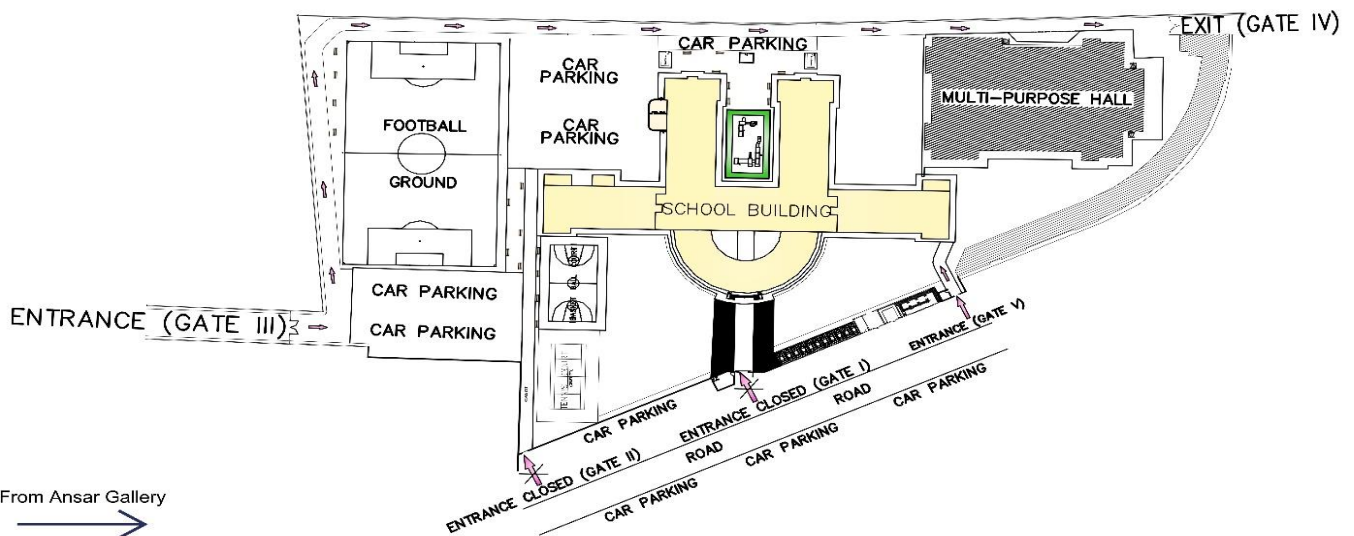 EXIT (GATE IV)
CAR PARKING
CAR
PARKING
CAR
PARKING
MULTI-PURPOSE HALL
FOOTBALL
GROUND
SCHOOL BUILDING
CAR PARKING
CAR PARKING
ENTRANCE (GATE III)
ENTRANCE (GATE V)
ENTRANCE CLOSED (GATE I)
CAR PARKING
ROAD
CAR PARKING
ENTRANCE CLOSED (GATE II)
ROAD
CAR PARKING
CAR PARKING
From Ansar Gallery